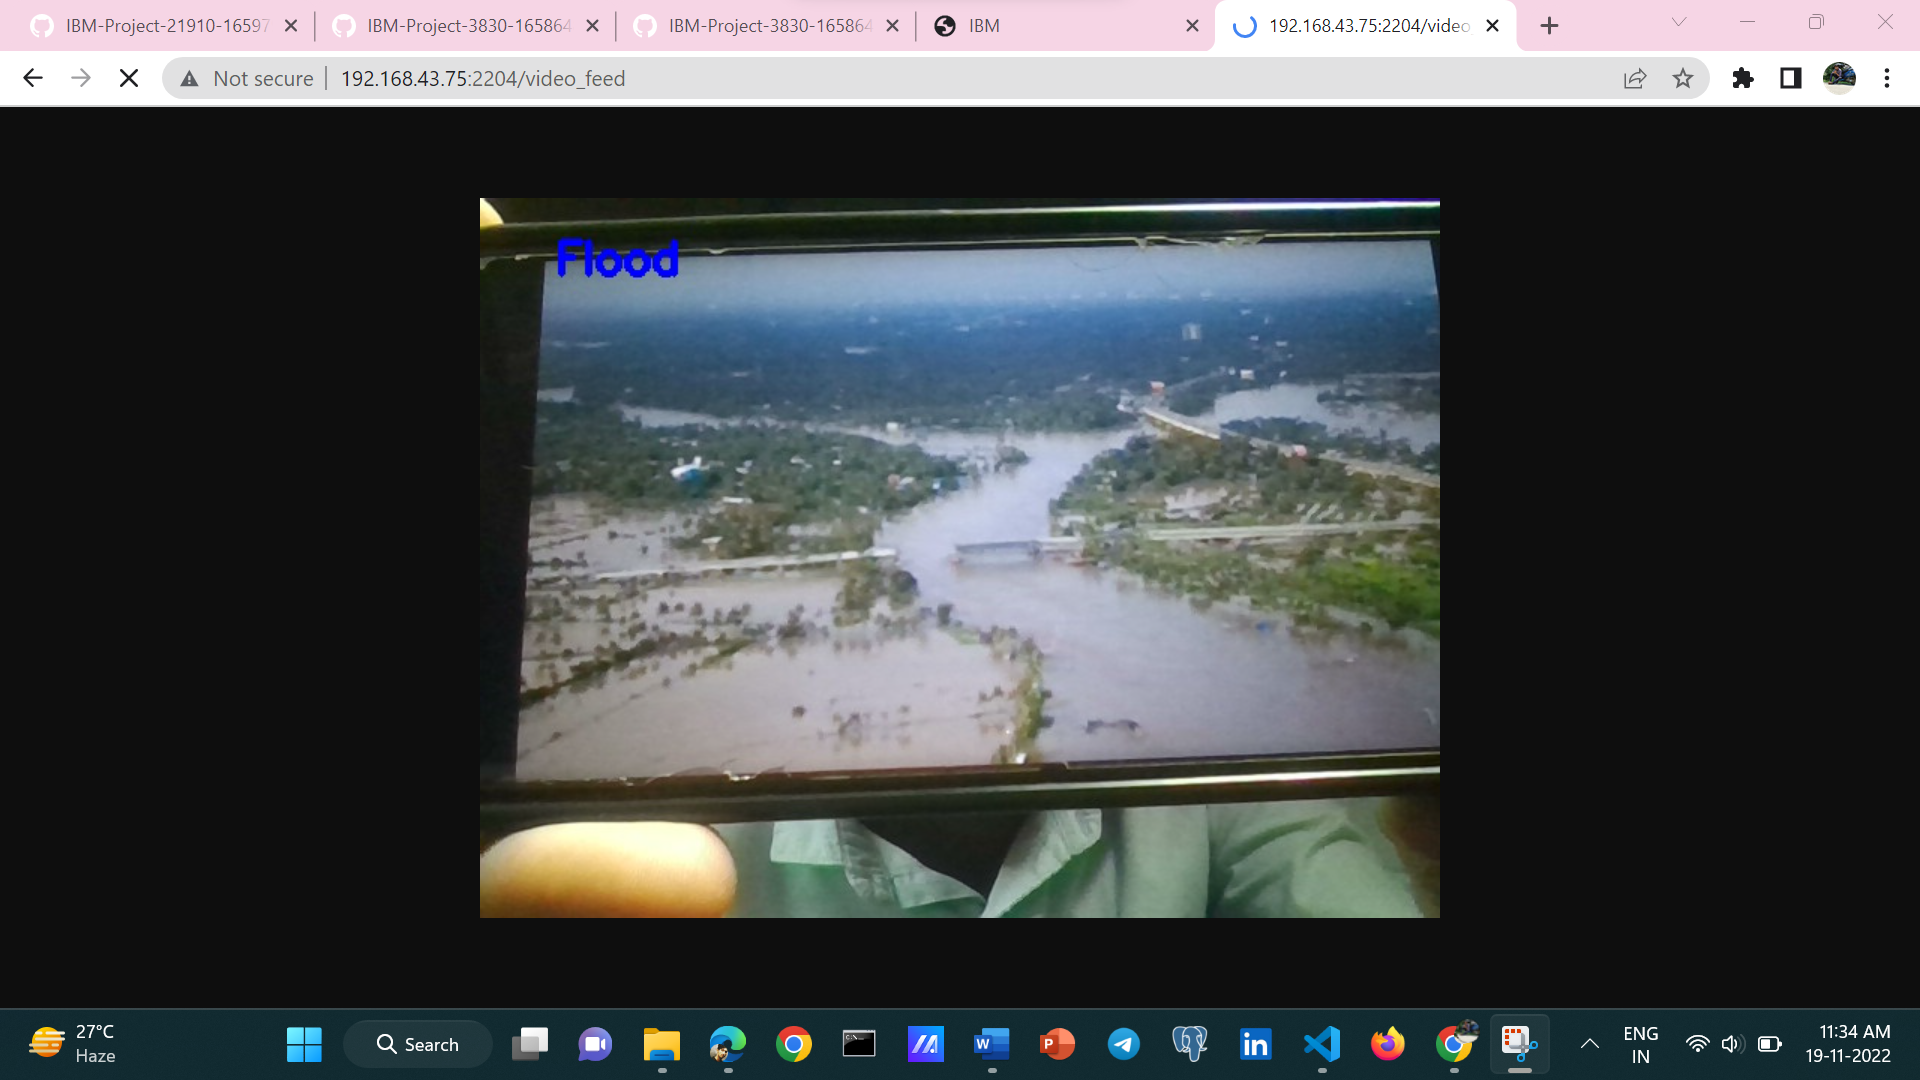 IBM-Project-21910-16597
IBM-Project-3830-165864
IBM-Project-3830-165864
IBM
192.168.43.75:2204/video
Not secure
192.168.43.75:2204/video_feed
Flood
27°C
Haze
Search
ENG
IN
11:34 AM
19-11-2022